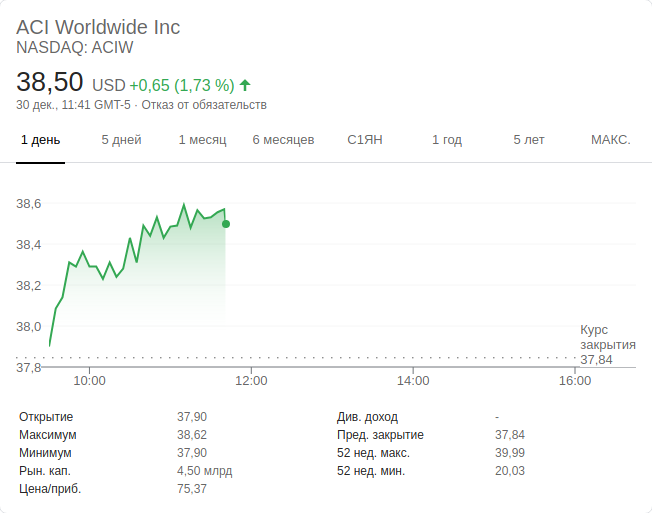 ACI Worldwide Inc
NASDAQ: ACIW
38,50 USD +0,65 (1,73 %)
30 дек., 11:41 GMT-5 · Отказ от обязательств
1 день 5 дней 1 месяц 6 месяцев С1ЯН 1 год 5 лет МАКС.
38,6
38,4
38,2
38,0
37,8
Курс
закрытия
37,84
10:00 12:00 14:00 16:00
Открытие 37,90 Див. доход -
Максимум 38,62 Пред. закрытие 37,84
Минимум 37,90 52 нед. макс. 39,99
Рын. кап. 4,50 млрд 52 нед. мин. 20,03
Цена/приб. 75,37